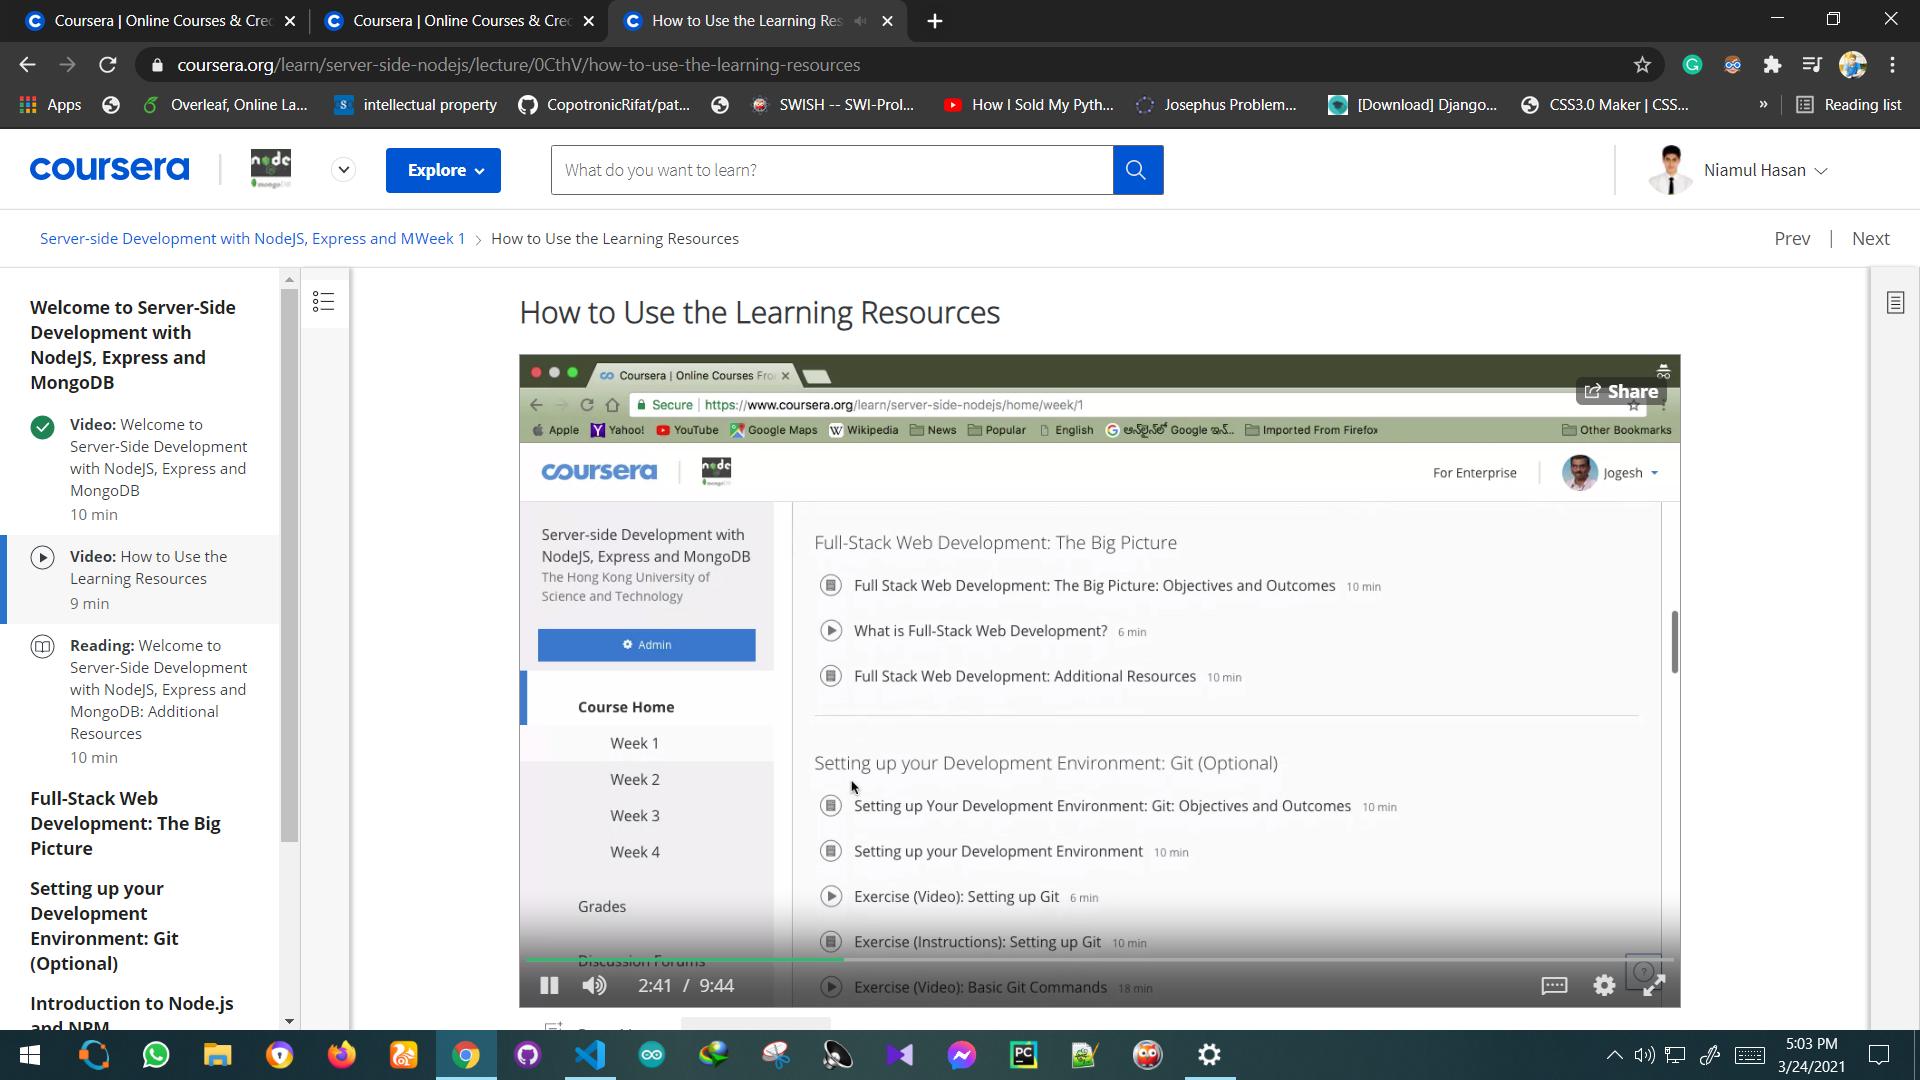 Coursera | Online Courses & Cre
Coursera | Online Courses & Cre
How to Use the Learning Res
coursera.org/learn/server-side-nodejs/lecture/0CthV/how-to-use-the-learning-resources
Apps
Overleaf, Online La...
intellectual property
CopotronicRifat/pat...
SWISH -- SWI-Prol...
How I Sold My Pyth...
Josephus Problem...
[Download] Django...
CSS3.0 Maker | CSS...
»
Reading list
coursera
node
mongoDB
Explore
What do you want to learn?
Niamul Hasan
Server-side Development with NodeJS, Express and MWeek 1 > How to Use the Learning Resources
Prev | Next
Welcome to Server-Side
Development with
NodeJS, Express and
MongoDB
Video: Welcome to
Server-Side Development
with NodeJS, Express and
MongoDB
10 min
Video: How to Use the
Learning Resources
9 min
Reading: Welcome to
Server-Side Development
with NodeJS, Express and
MongoDB: Additional
Resources
10 min
Full-Stack Web
Development: The Big
Picture
Setting up your
Development
Environment: Git
(Optional)
Introduction to Node.js
and NPM
How to Use the Learning Resources
Coursera | Online Courses Fro
Share
Secure | https://www.coursera.org/learn/server-side-nodejs/home/week/1
Apple
Yahoo!
YouTube
Google Maps
Wikipedia
News
Popular
English
Imported From Firefox
Other Bookmarks
coursera
node
mongoDB
For Enterprise
Jogesh
Server-side Development with
NodeJS, Express and MongoDB
The Hong Kong University of
Science and Technology
Admin
Course Home
Week 1
Week 2
Week 3
Week 4
Grades
Discussion Forums
Full-Stack Web Development: The Big Picture
Full Stack Web Development: The Big Picture: Objectives and Outcomes 10 min
What is Full-Stack Web Development? 6 min
Full Stack Web Development: Additional Resources 10 min
Setting up your Development Environment: Git (Optional)
Setting up Your Development Environment: Git: Objectives and Outcomes 10 min
Setting up your Development Environment 10 min
Exercise (Video): Setting up Git 6 min
Exercise (Instructions): Setting up Git 10 min
Exercise (Video): Basic Git Commands 18 min
2:41 / 9:44
5:03 PM
3/24/2021